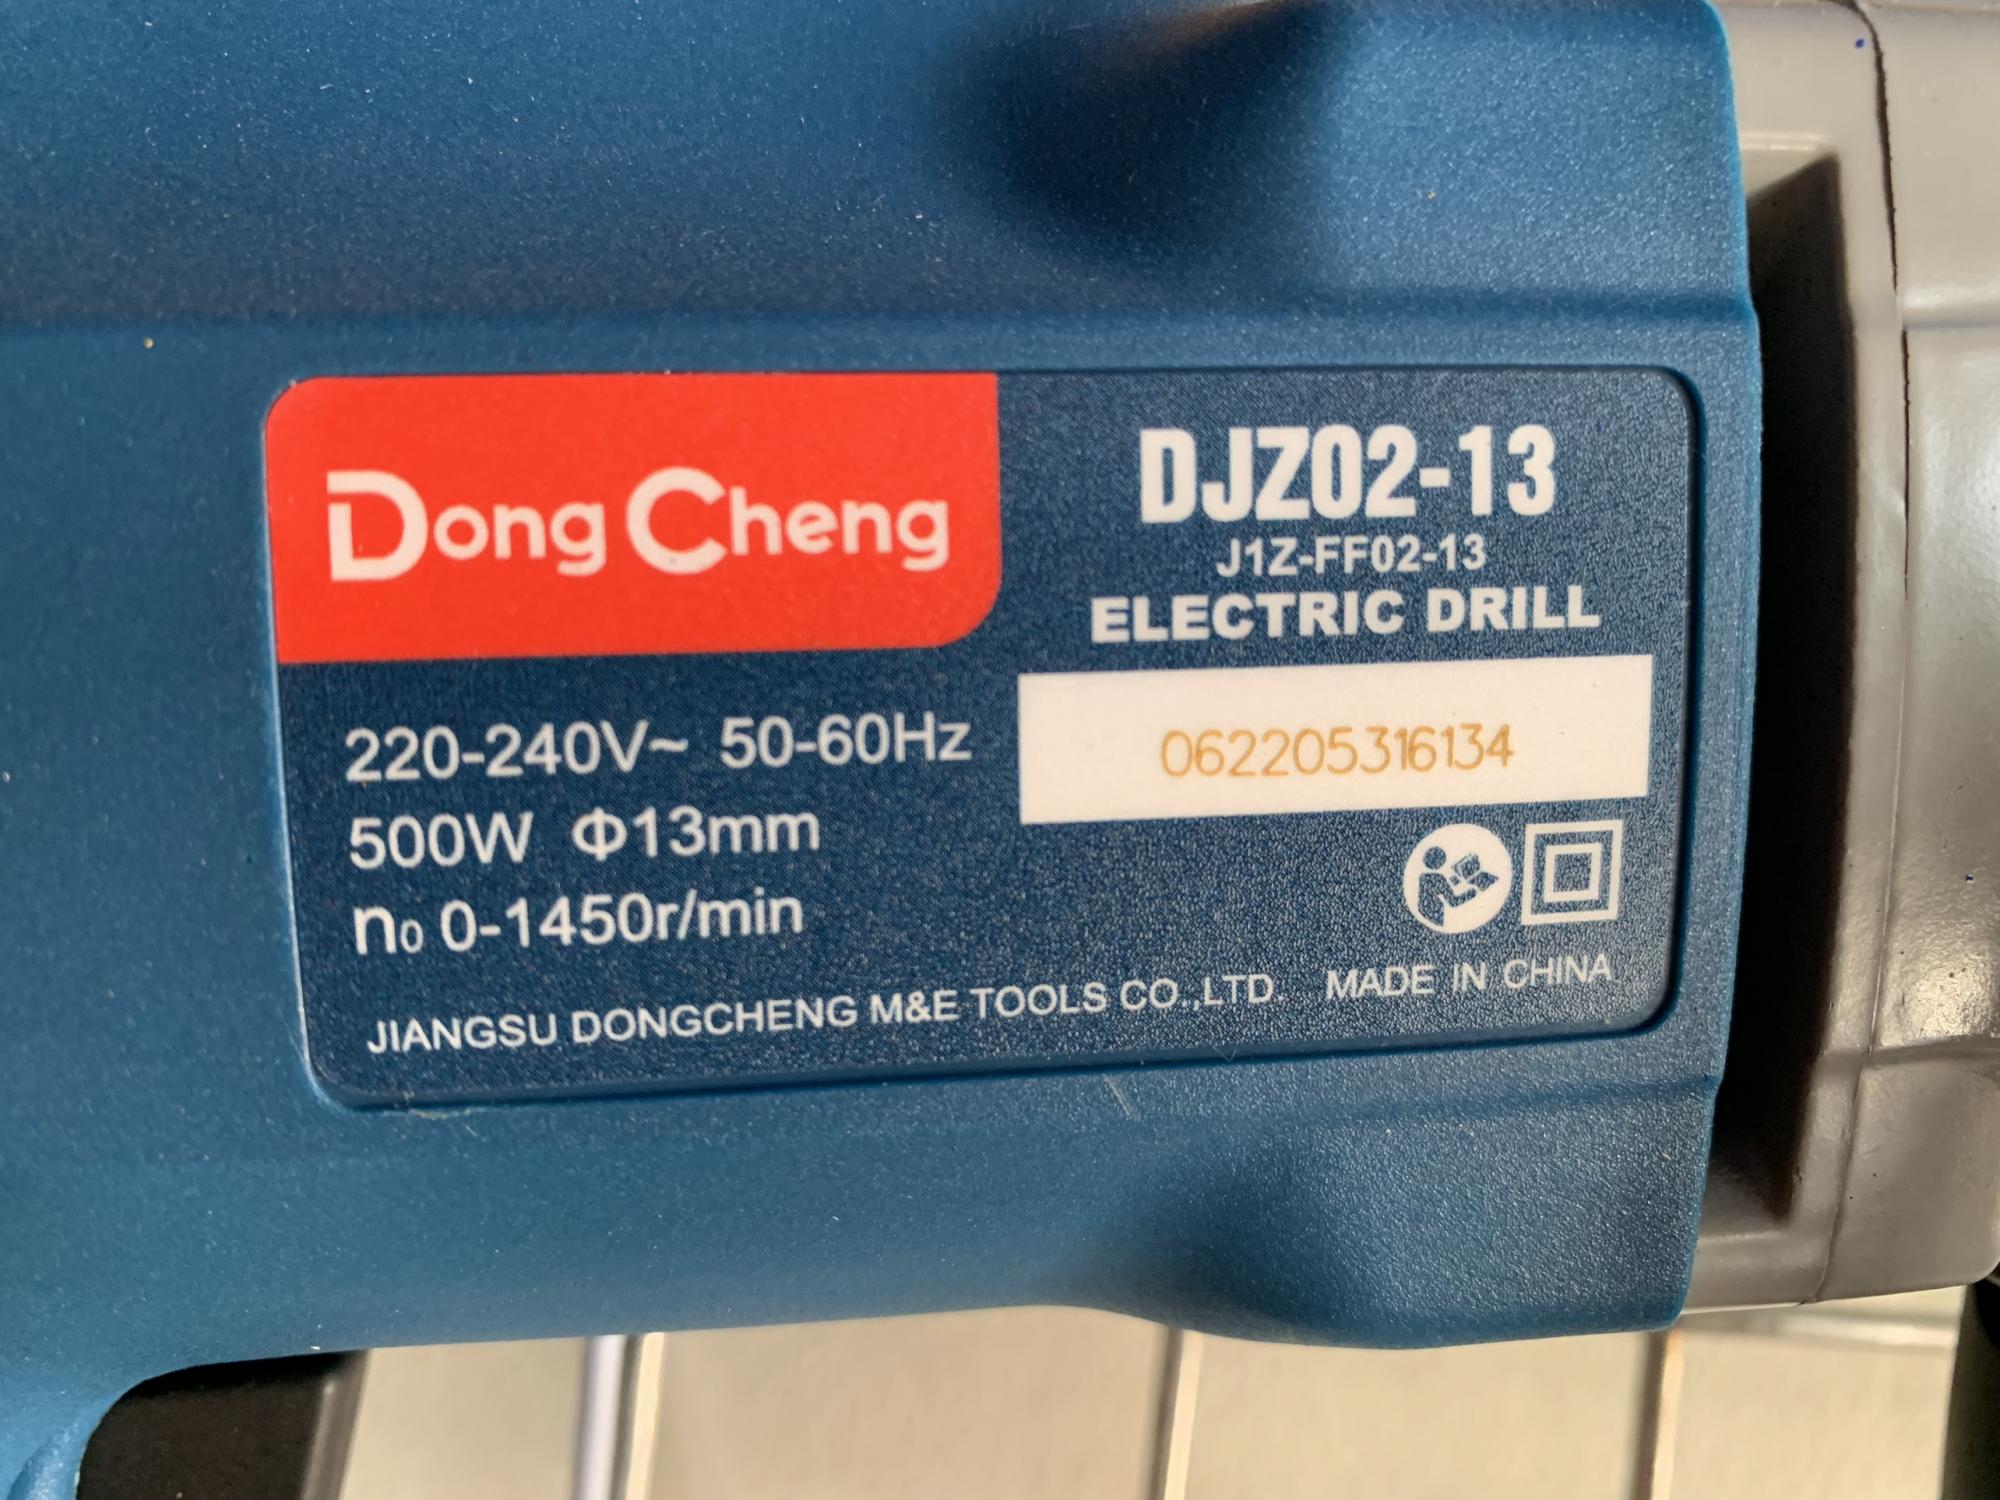 Dong Cheng
DJZ02-13
J1Z-FF02-13
ELECTRIC DRILL
220-240V~ 50-60Hz
500W Φ13mm
n₀ 0-1450r/min
062205316134
JIANGSU DONGCHENG M&E TOOLS CO.,LTD. MADE IN CHINA